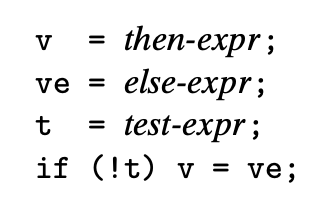 v = then-expr;
ve = else-expr;
t = test-expr;
if (!t) v = ve;